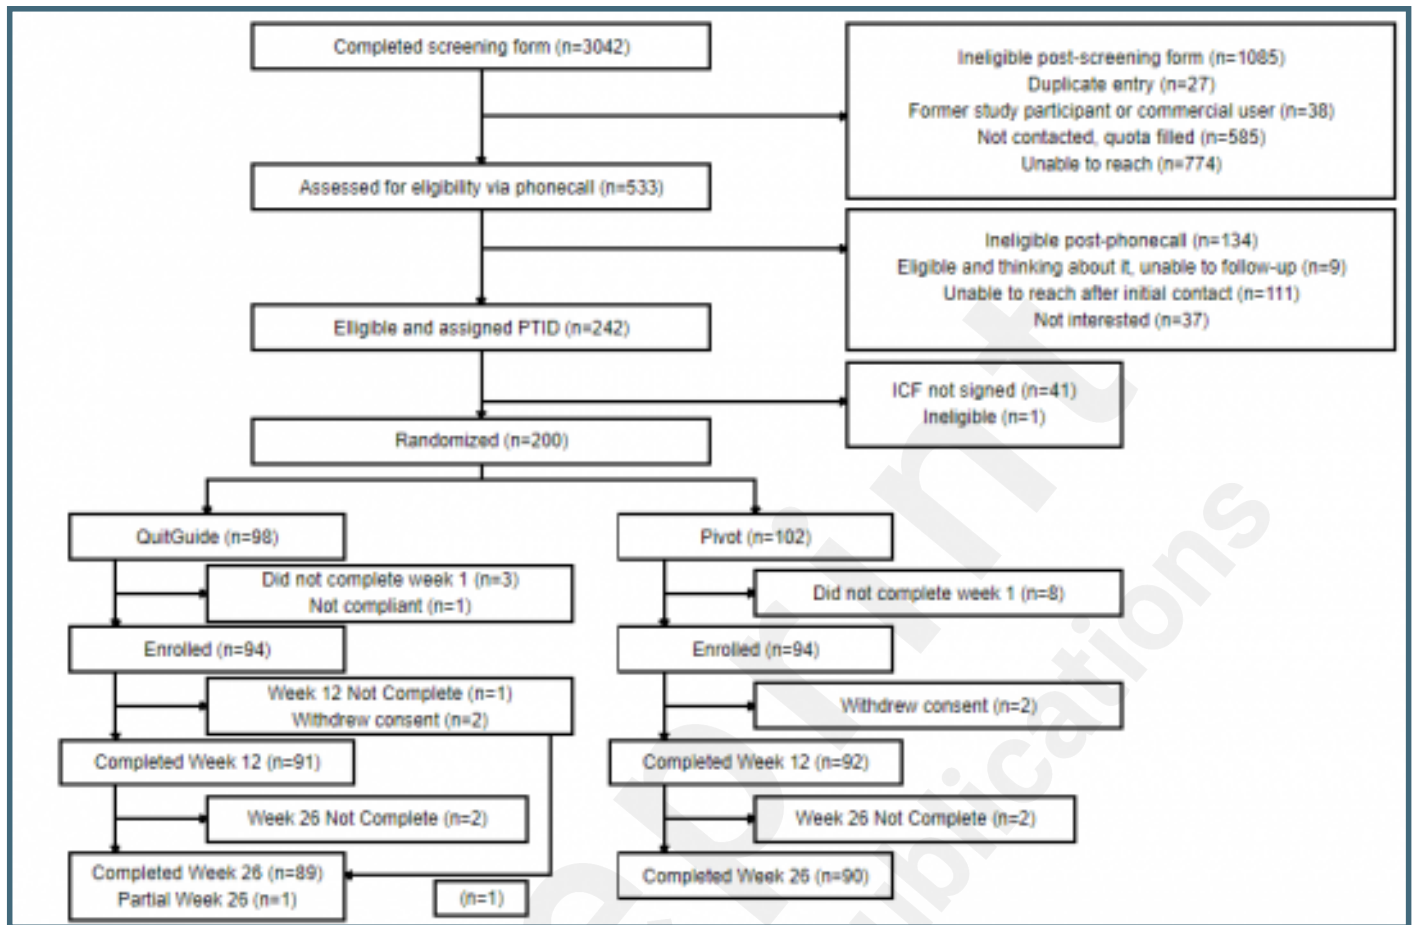 Completed screening form (n=3042)
Ineligible post-screening form (n=1085)
Duplicate entry (n=27)
Former study participant or commercial user (n=38)
Not contacted, quota filled (n=585)
Unable to reach (n=774)
Assessed for eligibility via phonecall (n=533)
Ineligible post-phonecall (n=134)
Eligible and thinking about it, unable to follow-up (n=9)
Unable to reach after initial contact (n=111)
Not interested (n=37)
Elligible and assigned PTID (n=242)
ICF not signed (n=41)
Ineligible (n=1)
Randomized (n=200)
QuitGuide (n=98)
Pivot (n=102)
Did not complete week 1 (n=3)
Not compliant (n=1)
Did not complete week 1 (n=8)
Enrolled (n=94)
Enrolled (n=94)
Week 12 Not Complete (n=1)
Withdrew consent (n=2)
Withdrew consent (n=2)
Completed Week 12 (n=91)
Completed Week 12 (n=92)
Week 26 Not Complete (n=2)
Week 26 Not Complete (n=2)
Completed Week 26 (n=89)
Partial Week 26 (n=1)
(n=1)
Completed Week 26 (n=90)
eprint
blications